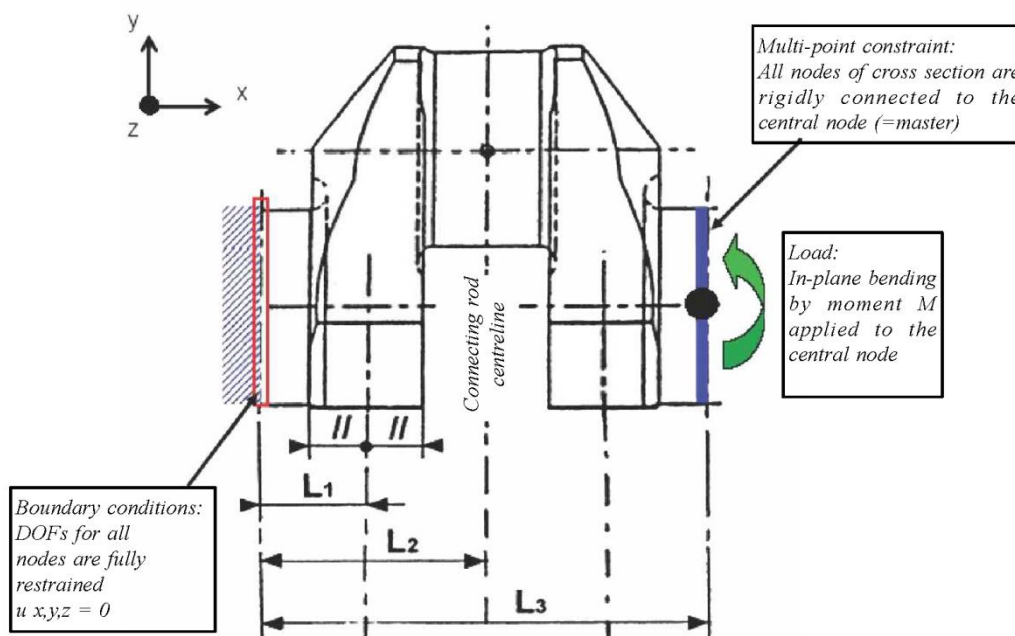 y
x
z
Multi-point constraint:
All nodes of cross section are
rigidly connected to the
central node (=master)
Load:
In-plane bending
by moment M
applied to the
central node
Connecting rod
centreline
//
//
L1
L2
L3
Boundary conditions:
DOFs for all
nodes are fully
restrained
u x,y,z = 0